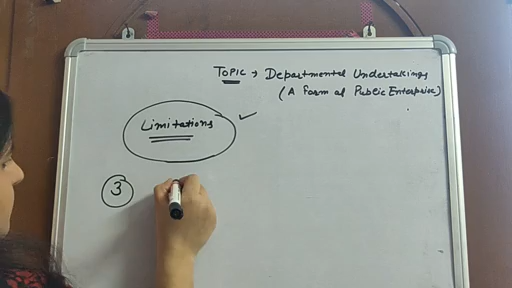 TOPIC → Departmental Undertakings
(A Form of Public Enterprise)
Limitations
3